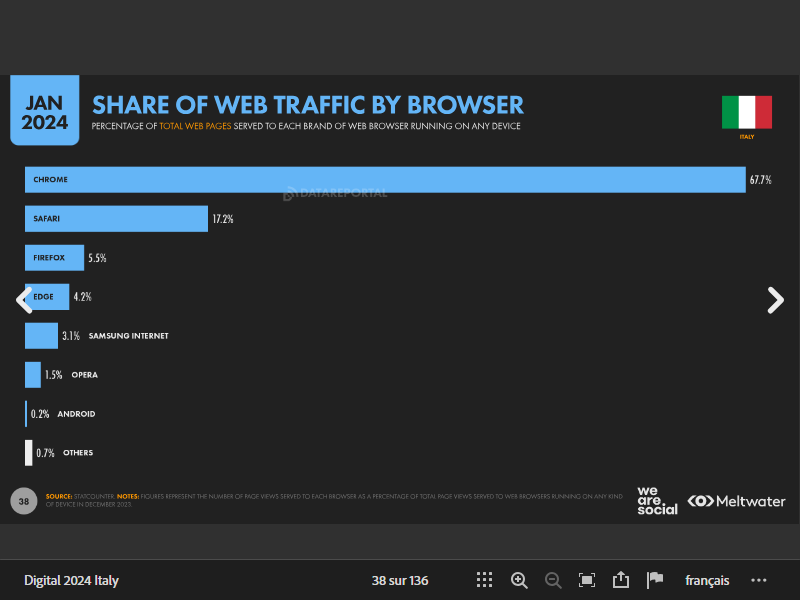 JAN
2024
SHARE OF WEB TRAFFIC BY BROWSER
PERCENTAGE OF TOTAL WEB PAGES SERVED TO EACH BRAND OF WEB BROWSER RUNNING ON ANY DEVICE
ITALY
CHROME 67.7%
DATAREPORTAL
SAFARI 17.2%
FIREFOX 5.5%
EDGE 4.2%
3.1% SAMSUNG INTERNET
1.5% OPERA
0.2% ANDROID
0.7% OTHERS
38
SOURCE: STATCOUNTER. NOTES: FIGURES REPRESENT THE NUMBER OF PAGE VIEWS SERVED TO EACH BROWSER AS A PERCENTAGE OF TOTAL PAGE VIEWS SERVED TO WEB BROWSERS RUNNING ON ANY KIND
OF DEVICE IN DECEMBER 2023.
we
are
social
Meltwater
Digital 2024 Italy
38 sur 136
français